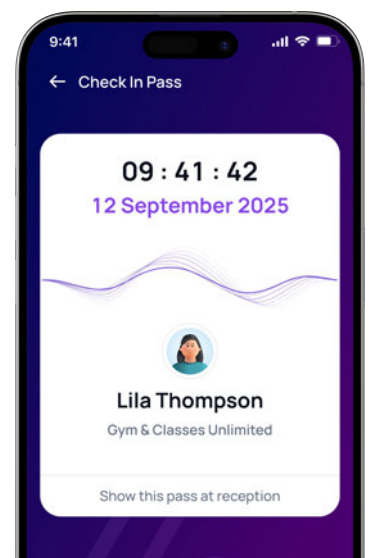 9:41
← Check In Pass
09 : 41 : 42
12 September 2025
Lila Thompson
Gym & Classes Unlimited
Show this pass at reception